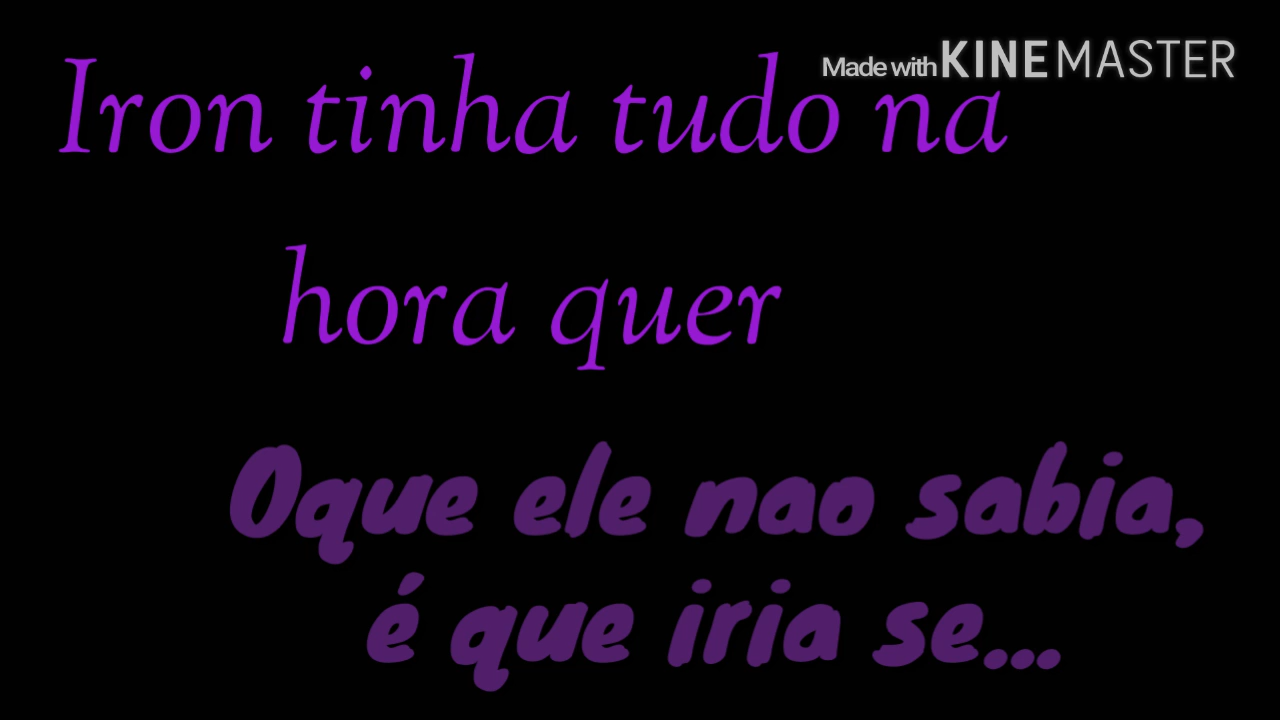 Made with KINEMASTER
Iron tinha tudo na
hora quer
Oque ele nao sabia,
é que iria se...